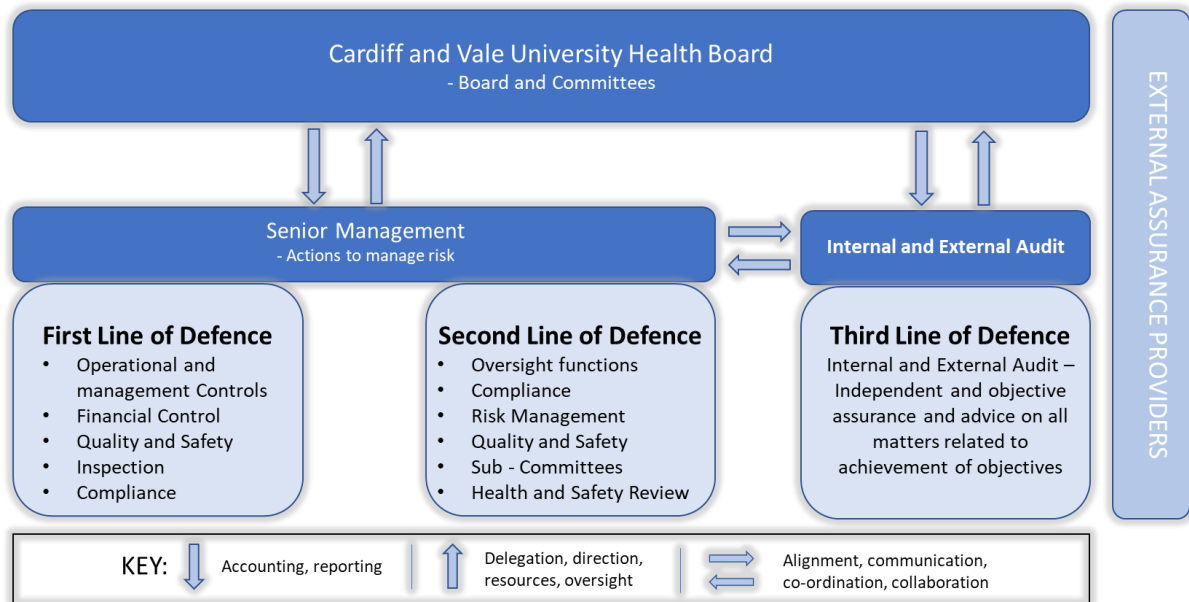 Cardiff and Vale University Health Board
- Board and Committees
EXTERNAL ASSURANCE PROVIDERS
Senior Management
- Actions to manage risk
Internal and External Audit
First Line of Defence
• Operational and
management Controls
• Financial Control
• Quality and Safety
• Inspection
• Compliance
Second Line of Defence
• Oversight functions
• Compliance
• Risk Management
• Quality and Safety
• Sub - Committees
• Health and Safety Review
Third Line of Defence
Internal and External Audit –
Independent and objective
assurance and advice on all
matters related to
achievement of objectives
KEY:
Accounting, reporting
Delegation, direction,
resources, oversight
Alignment, communication,
co-ordination, collaboration